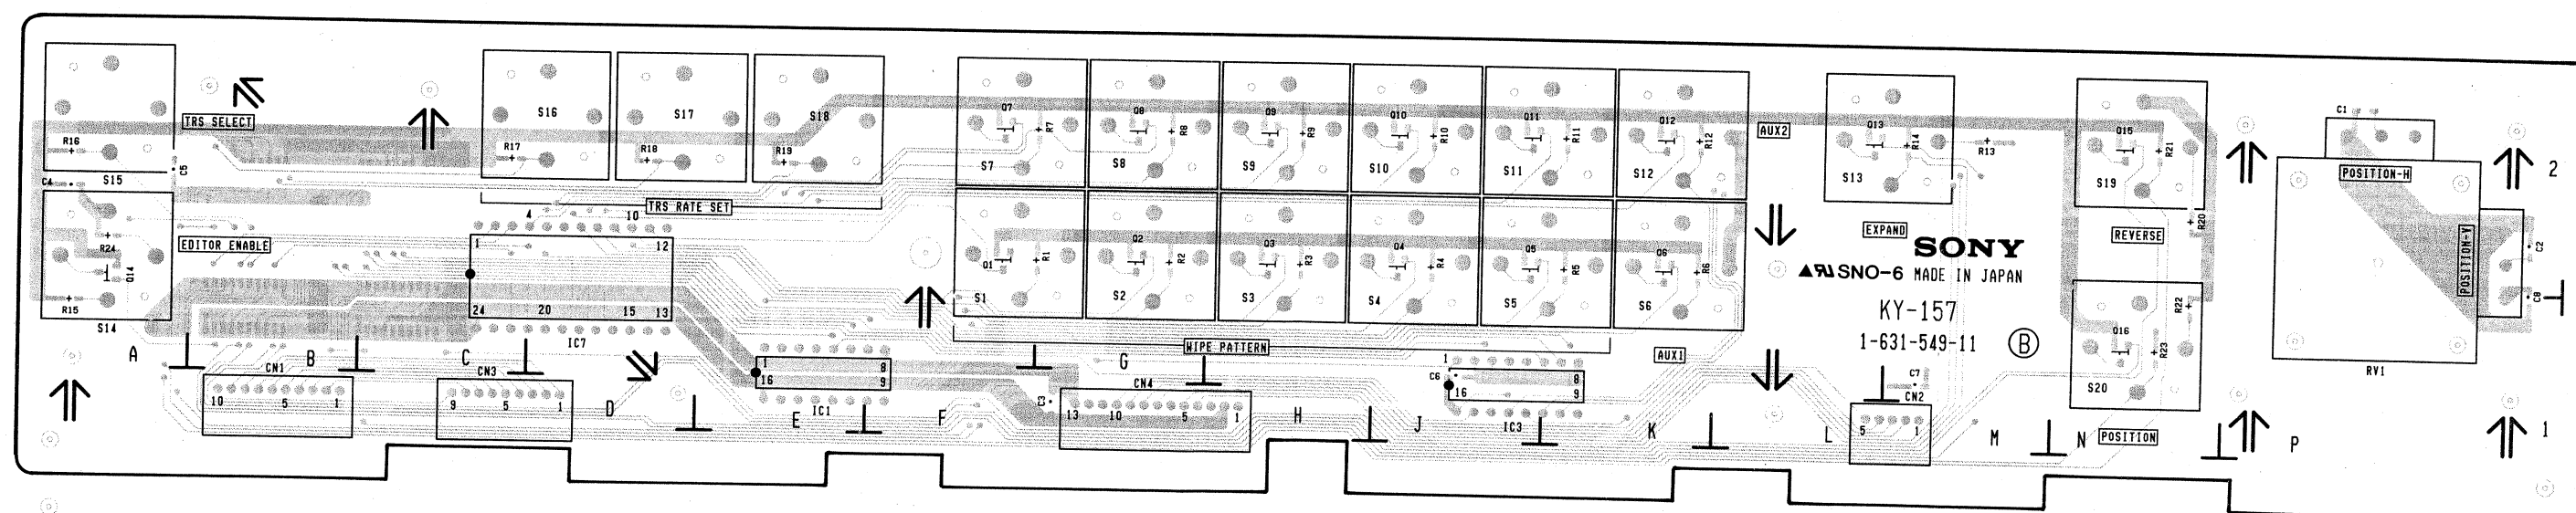 S16
S17
S18
TRS SELECT
R16
R17
R18
R19
C5
S15
C4
TRS RATE SET
EDITOR ENABLE
R24
Q14
R15
S14
4
10
1
12
24
20
15
13
IC7
Q7
R7
S7
Q8
R8
S8
Q9
R9
S9
Q10
R10
S10
Q11
R11
S11
Q12
R12
S12
AUX2
Q13
R14
R13
S13
Q15
R21
S19
R20
C1
POSITION-H
2
Q1
R1
S1
Q2
R2
S2
Q3
R3
S3
Q4
R4
S4
Q5
R5
S5
Q6
R6
S6
EXPAND
SONY
SNO-6 MADE IN JAPAN
KY-157
1-631-549-11
B
REVERSE
R22
Q16
R23
S20
POSITION-V
C2
C8
RV1
WIPE PATTERN
AUX1
A
B
C
CN1
10
5
1
CN3
9
5
1
D
1
8
16
9
IC1
E
F
G
CN4
C3
13
10
5
1
H
J
1
C6
8
16
9
IC3
K
L
C7
CN2
5
1
M
N
POSITION
P
1